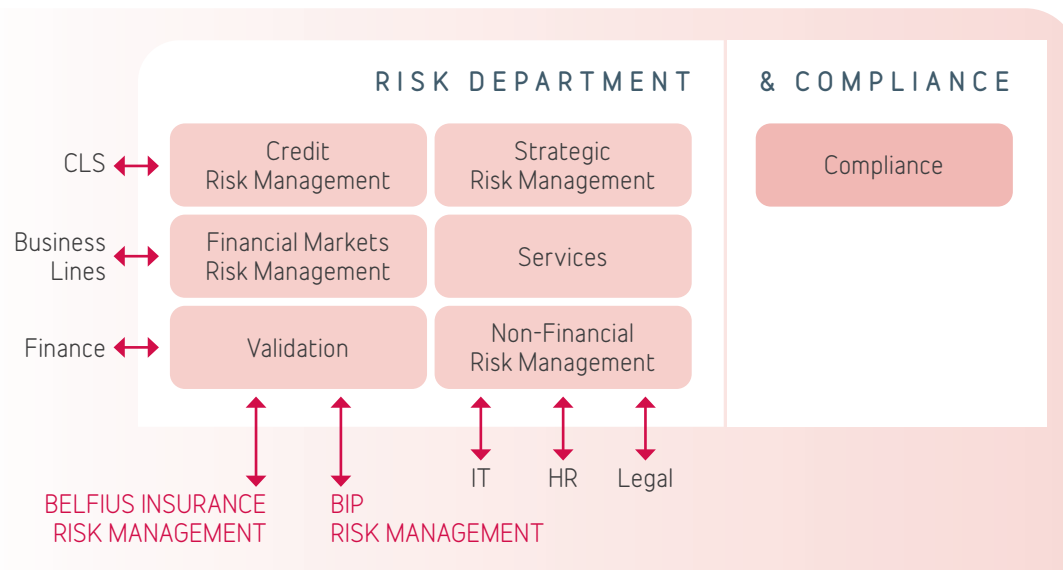 RISK DEPARTMENT
& COMPLIANCE
CLS
Credit
Risk Management
Strategic
Risk Management
Compliance
Business
Lines
Financial Markets
Risk Management
Services
Finance
Validation
Non-Financial
Risk Management
IT
HR
Legal
BELFIUS INSURANCE
RISK MANAGEMENT
BIP
RISK MANAGEMENT